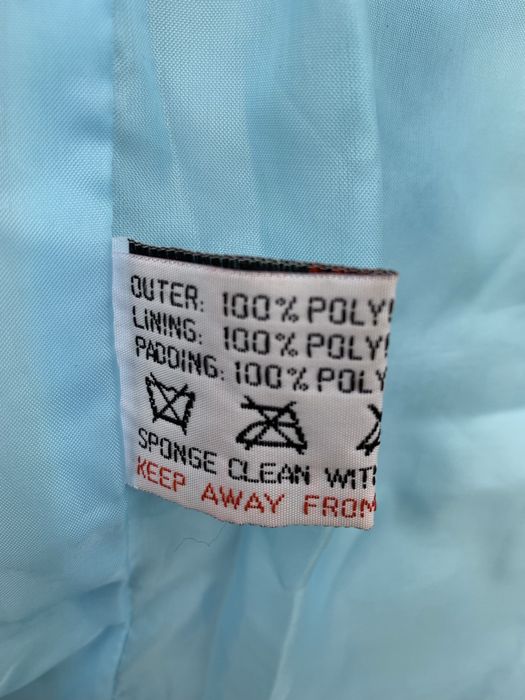 OUTER: 100% POLY
LINING: 100% POLY
PADDING: 100% POLY
SPONGE CLEAN WIT
KEEP AWAY FROM